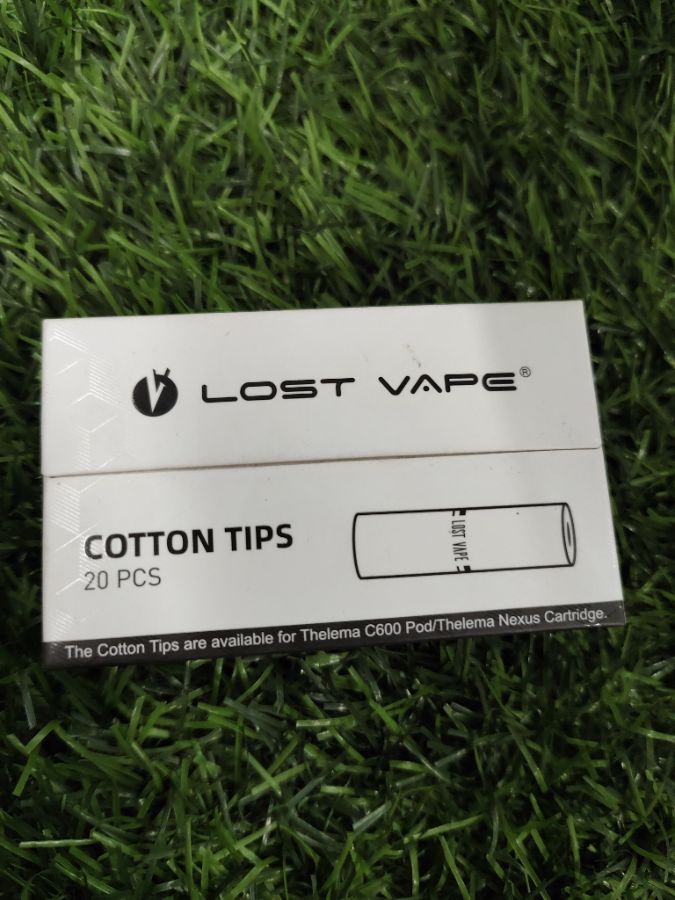 LOST VAPE®
COTTON TIPS
20 PCS
LOST VAPE
The Cotton Tips are available for Thelema C600 Pod/Thelema Nexus Cartridge.